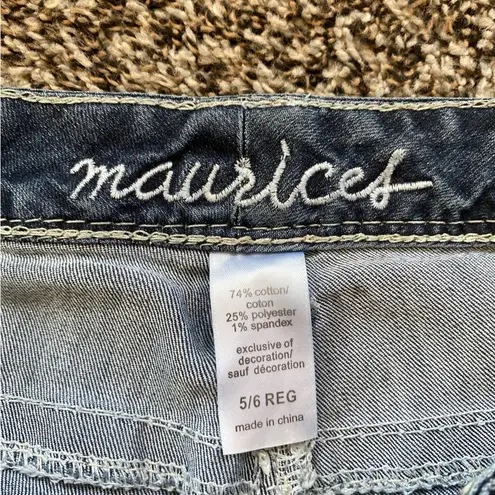 maurices
74% cotton/
coton
25% polyester
1% spandex
exclusive of
decoration/
sauf décoration
5/6 REG
made in china